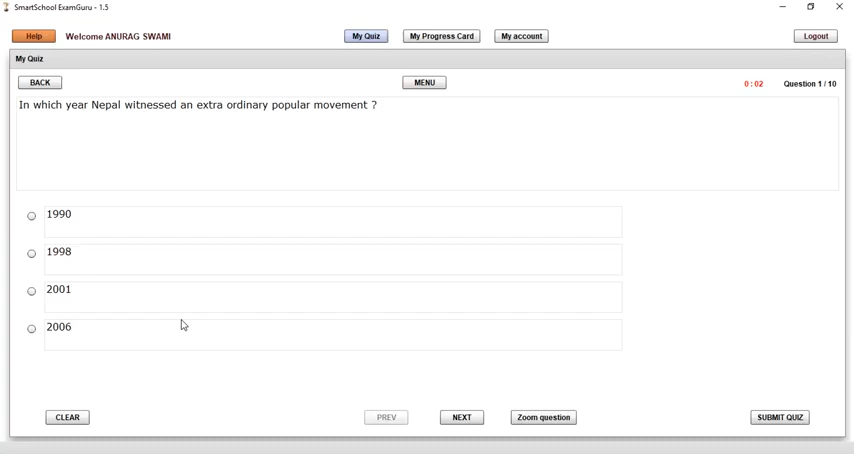 SmartSchool ExamGuru - 1.5
Help Welcome ANURAG SWAMI My Quiz My Progress Card My account Logout
My Quiz
BACK MENU 0 : 02 Question 1 / 10
In which year Nepal witnessed an extra ordinary popular movement ?
1990
1998
2001
2006
CLEAR PREV NEXT Zoom question SUBMIT QUIZ